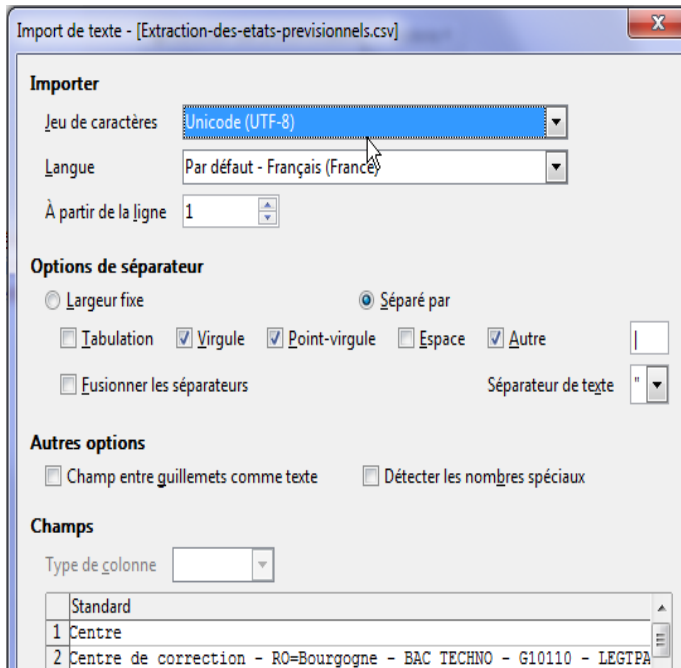 Import de texte - [Extraction-des-etats-previsionnels.csv]
Importer
Jeu de caractères Unicode (UTF-8)
Langue Par défaut - Français (France)
À partir de la ligne 1
Options de séparateur
Largeur fixe Séparé par
Tabulation Virgule Point-virgule Espace Autre |
Fusionner les séparateurs Séparateur de texte "
Autres options
Champ entre guillemets comme texte Détecter les nombres spéciaux
Champs
Type de colonne
Standard
1 Centre
2 Centre de correction - RO=Bourgogne - BAC TECHNO - G10110 - LEGTPA